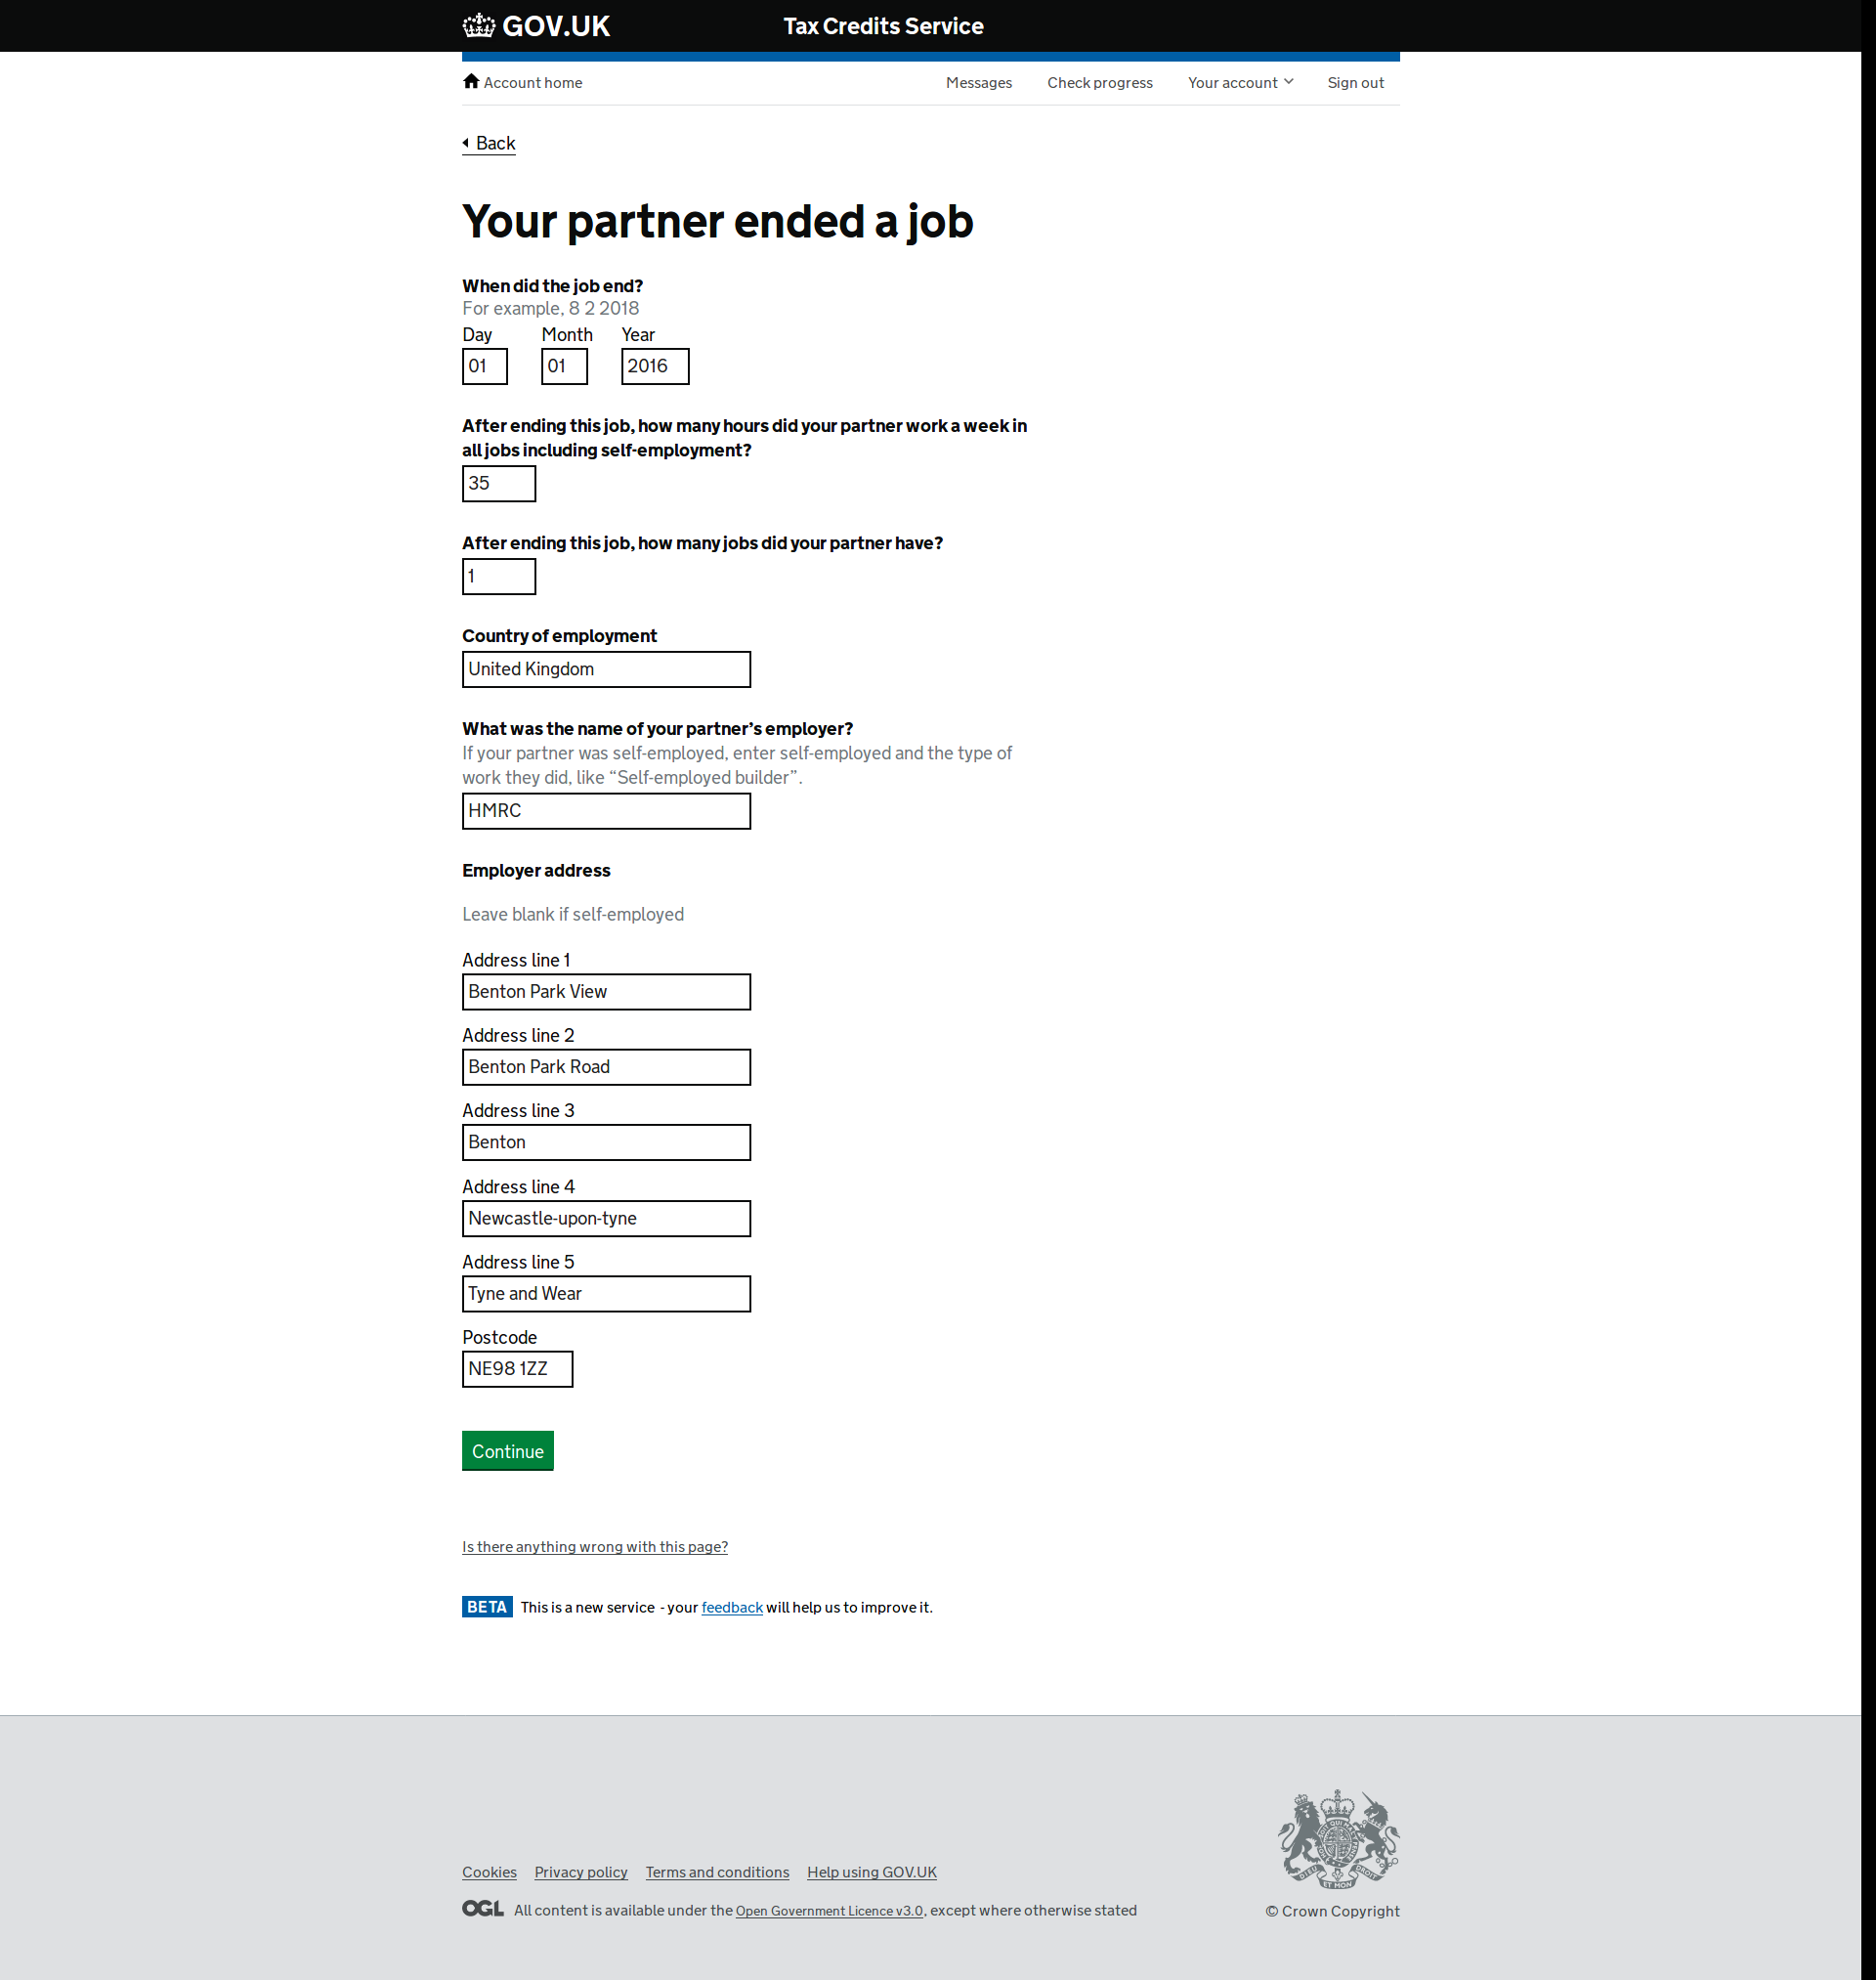 GOV.UK Tax Credits Service
Account home Messages Check progress Your account Sign out
Back
Your partner ended a job
When did the job end?
For example, 8 2 2018
Day Month Year
01 01 2016
After ending this job, how many hours did your partner work a week in
all jobs including self-employment?
35
After ending this job, how many jobs did your partner have?
1
Country of employment
United Kingdom
What was the name of your partner’s employer?
If your partner was self-employed, enter self-employed and the type of
work they did, like “Self-employed builder”.
HMRC
Employer address
Leave blank if self-employed
Address line 1
Benton Park View
Address line 2
Benton Park Road
Address line 3
Benton
Address line 4
Newcastle-upon-tyne
Address line 5
Tyne and Wear
Postcode
NE98 1ZZ
Continue
Is there anything wrong with this page?
BETA This is a new service - your feedback will help us to improve it.
Cookies Privacy policy Terms and conditions Help using GOV.UK
OGL All content is available under the Open Government Licence v3.0, except where otherwise stated
© Crown Copyright